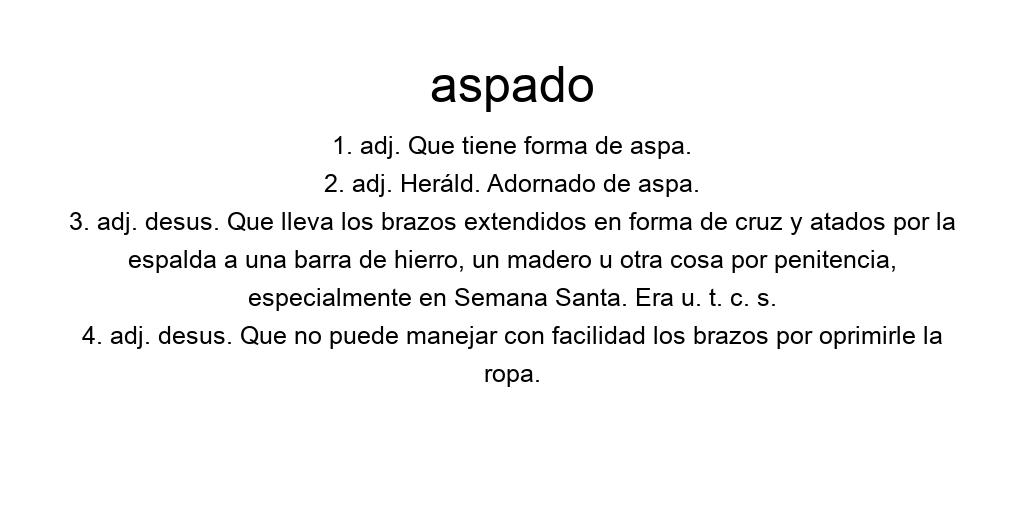 aspado
1. adj. Que tiene forma de aspa.
2. adj. Heráld. Adornado de aspa.
3. adj. desus. Que lleva los brazos extendidos en forma de cruz y atados por la
espalda a una barra de hierro, un madero u otra cosa por penitencia,
especialmente en Semana Santa. Era u. t. c. s.
4. adj. desus. Que no puede manejar con facilidad los brazos por oprimirle la
ropa.